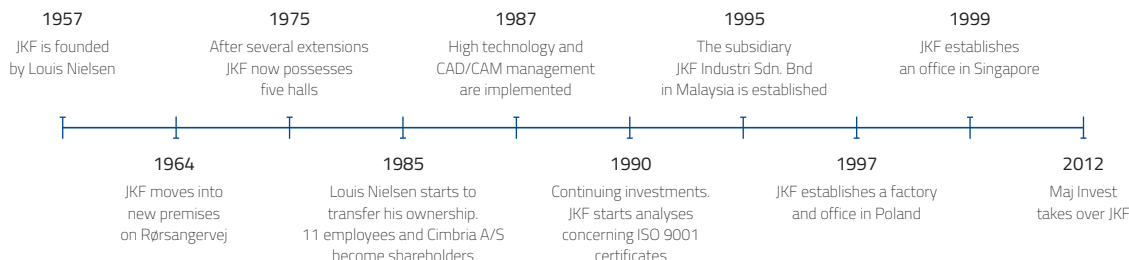 1957
JKF is founded
by Louis Nielsen
1975
After several extensions
JKF now possesses
five halls
1987
High technology and
CAD/CAM management
are implemented
1995
The subsidiary
JKF Industri Sdn. Bnd
in Malaysia is established
1999
JKF establishes
an office in Singapore
1964
JKF moves into
new premises
on Rørsangervej
1985
Louis Nielsen starts to
transfer his ownership.
11 employees and Cimbria A/S
become shareholders
1990
Continuing investments.
JKF starts analyses
concerning ISO 9001
certificates
1997
JKF establishes a factory
and office in Poland
2012
Maj Invest
takes over JKF